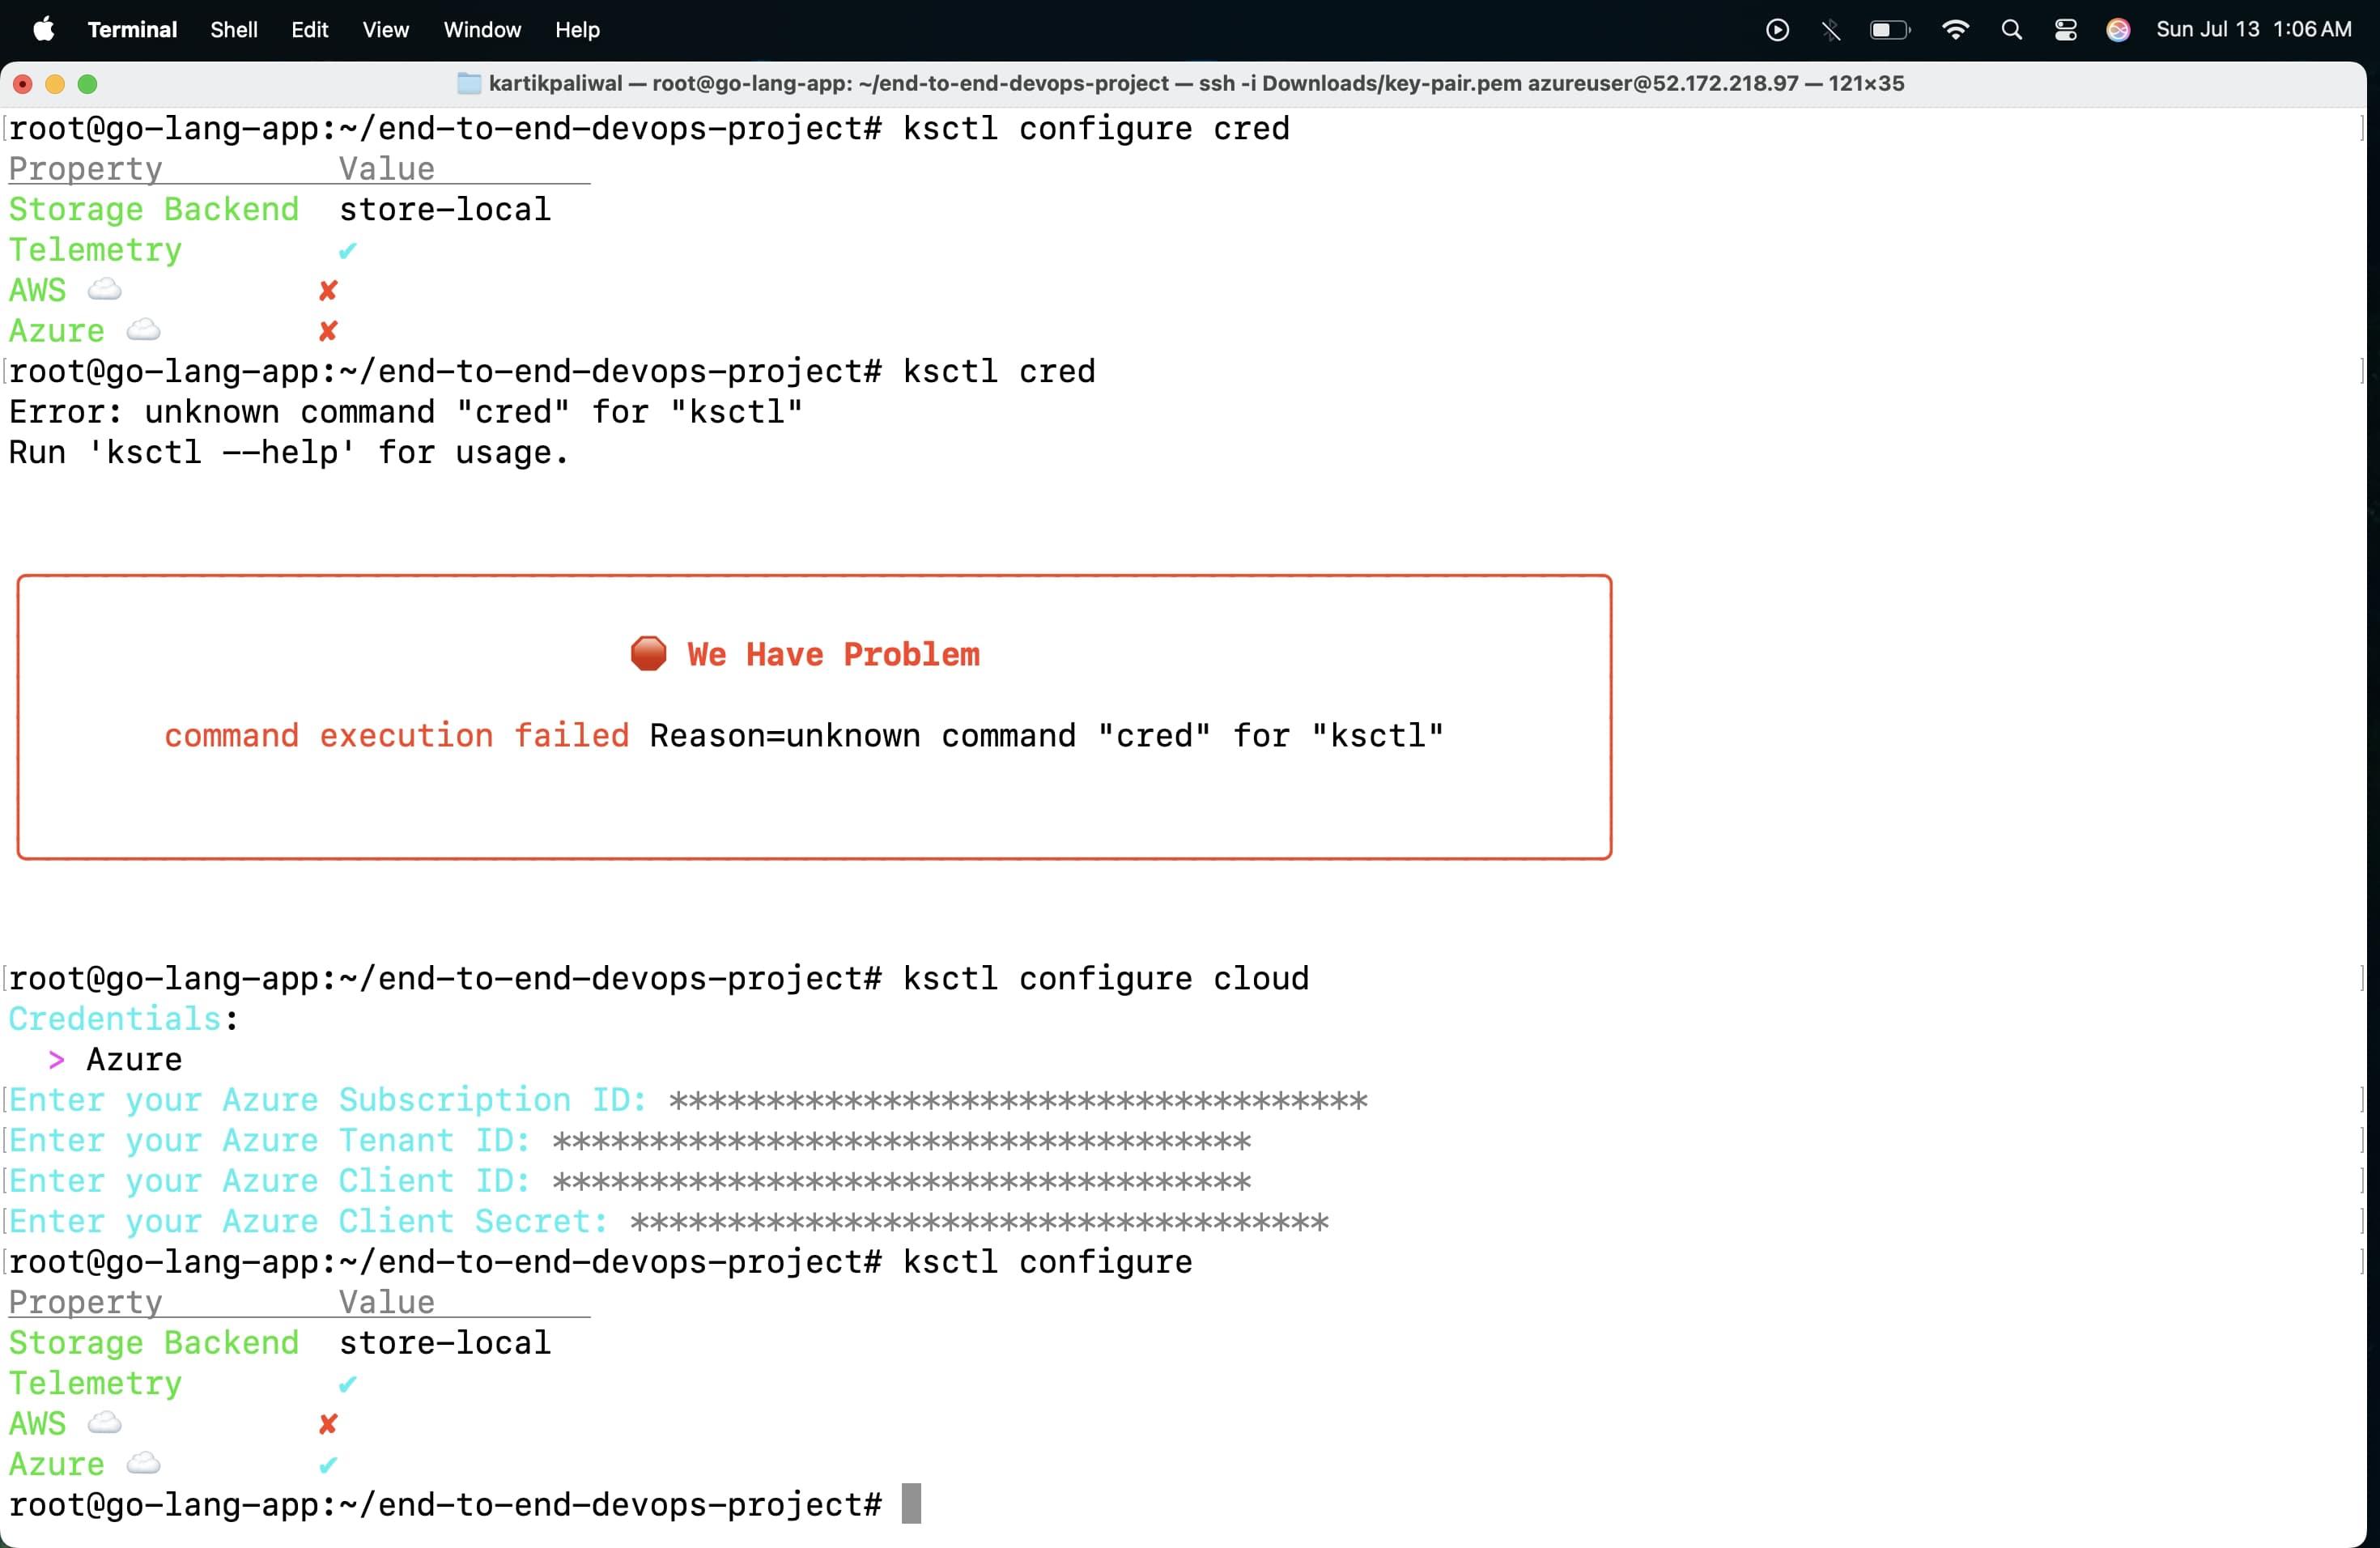 Terminal Shell Edit View Window Help Sun Jul 13 1:06 AM
kartikpaliwal — root@go-lang-app: ~/end-to-end-devops-project — ssh -i Downloads/key-pair.pem azureuser@52.172.218.97 — 121×35
root@go-lang-app:~/end-to-end-devops-project# ksctl configure cred
Property Value
Storage Backend store-local
Telemetry ✔
AWS ☁️ ✘
Azure ☁️ ✘
root@go-lang-app:~/end-to-end-devops-project# ksctl cred
Error: unknown command "cred" for "ksctl"
Run 'ksctl --help' for usage.
🛑 We Have Problem
command execution failed Reason=unknown command "cred" for "ksctl"
root@go-lang-app:~/end-to-end-devops-project# ksctl configure cloud
Credentials:
> Azure
Enter your Azure Subscription ID: ************************************
Enter your Azure Tenant ID: ************************************
Enter your Azure Client ID: ************************************
Enter your Azure Client Secret: ************************************
root@go-lang-app:~/end-to-end-devops-project# ksctl configure
Property Value
Storage Backend store-local
Telemetry ✔
AWS ☁️ ✘
Azure ☁️ ✔
root@go-lang-app:~/end-to-end-devops-project#